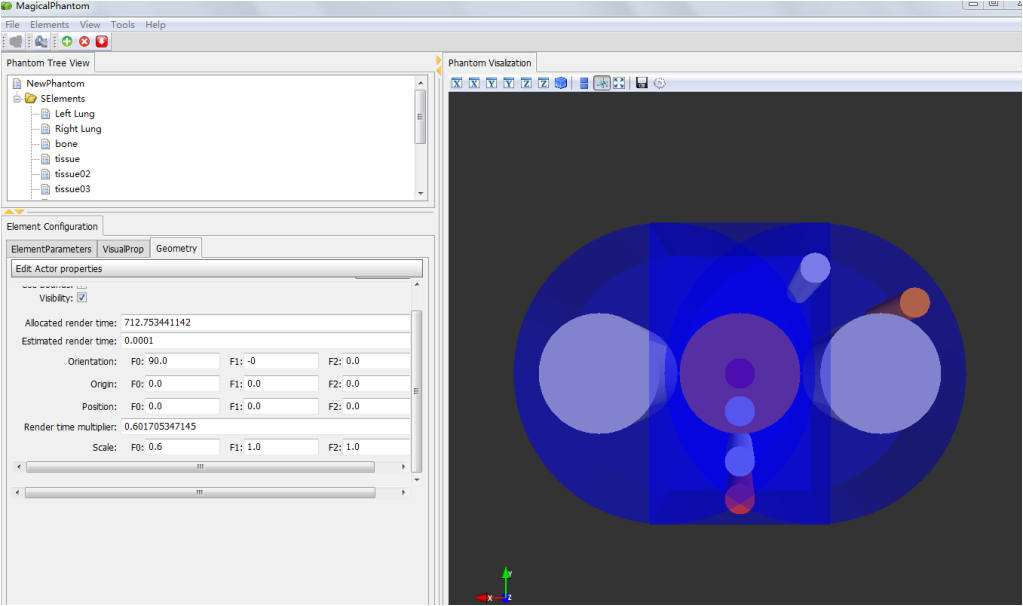 MagicalPhantom
File Elements View Tools Help
Phantom Tree View
NewPhantom
SElements
Left Lung
Right Lung
bone
tissue
tissue02
tissue03
Element Configuration
ElementParameters VisualProp Geometry
Edit Actor properties
Visibility:
Allocated render time: 712.753441142
Estimated render time: 0.0001
Orientation: F0: 90.0 F1: -0 F2: 0.0
Origin: F0: 0.0 F1: 0.0 F2: 0.0
Position: F0: 0.0 F1: 0.0 F2: 0.0
Render time multiplier: 0.601705347145
Scale: F0: 0.6 F1: 1.0 F2: 1.0
Phantom Visalization
X X Y Y Z Z
Y
X Z